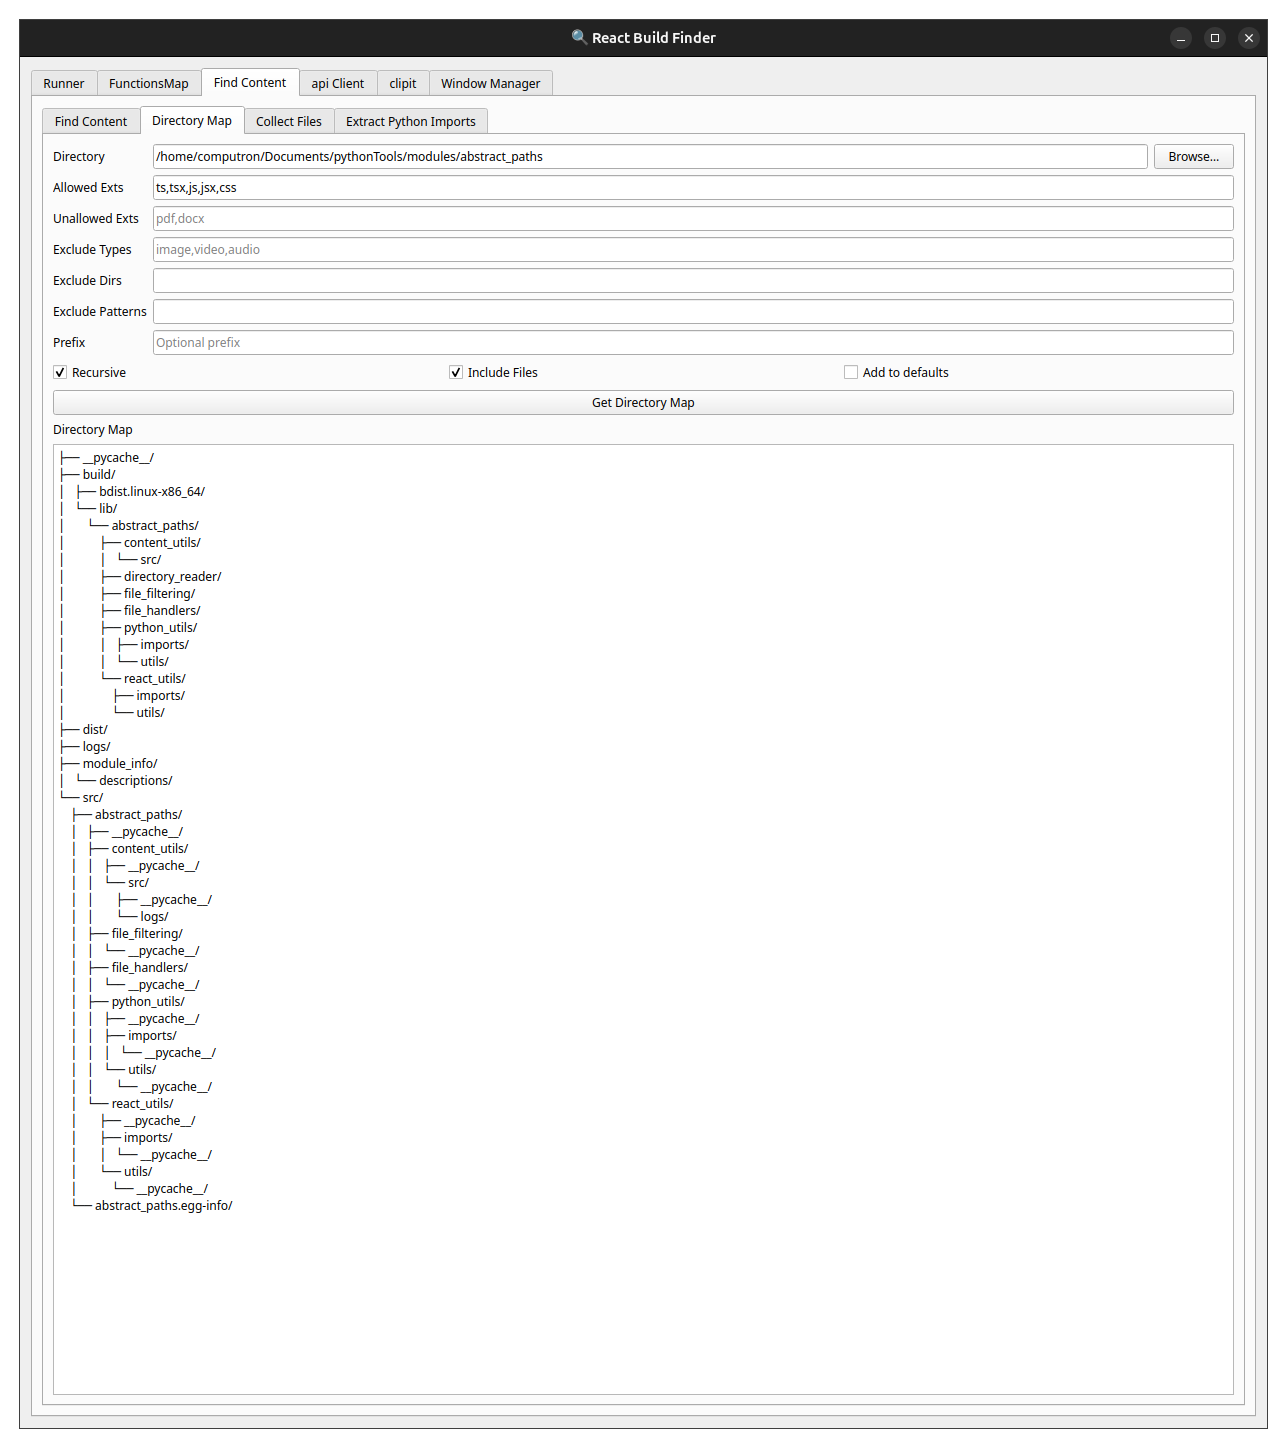 🔍 React Build Finder
Runner FunctionsMap Find Content api Client clipit Window Manager
Find Content Directory Map Collect Files Extract Python Imports
Directory /home/computron/Documents/pythonTools/modules/abstract_paths Browse...
Allowed Exts ts,tsx,js,jsx,css
Unallowed Exts pdf,docx
Exclude Types image,video,audio
Exclude Dirs
Exclude Patterns
Prefix Optional prefix
Recursive Include Files Add to defaults
Get Directory Map
Directory Map
├── __pycache__/
├── build/
│   ├── bdist.linux-x86_64/
│   └── lib/
│       └── abstract_paths/
│           ├── content_utils/
│           │   └── src/
│           ├── directory_reader/
│           ├── file_filtering/
│           ├── file_handlers/
│           ├── python_utils/
│           │   ├── imports/
│           │   └── utils/
│           └── react_utils/
│               ├── imports/
│               └── utils/
├── dist/
├── logs/
├── module_info/
│   └── descriptions/
└── src/
    ├── abstract_paths/
    │   ├── __pycache__/
    │   ├── content_utils/
    │   │   ├── __pycache__/
    │   │   └── src/
    │   │       ├── __pycache__/
    │   │       └── logs/
    │   ├── file_filtering/
    │   │   └── __pycache__/
    │   ├── file_handlers/
    │   │   └── __pycache__/
    │   ├── python_utils/
    │   │   ├── __pycache__/
    │   │   ├── imports/
    │   │   │   └── __pycache__/
    │   │   └── utils/
    │   │       └── __pycache__/
    │   └── react_utils/
    │       ├── __pycache__/
    │       ├── imports/
    │       │   └── __pycache__/
    │       └── utils/
    │           └── __pycache__/
    └── abstract_paths.egg-info/